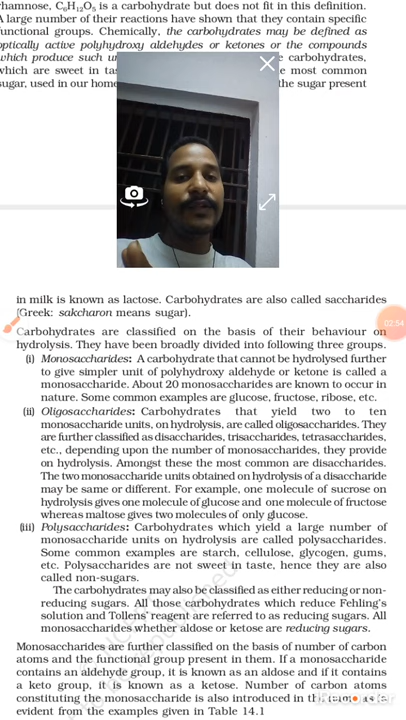 rhamnose, C₆H₁₂O₅ is a carbohydrate but does not fit in this definition.
A large number of their reactions have shown that they contain specific
functional groups. Chemically, the carbohydrates may be defined as
optically active polyhydroxy aldehydes or ketones or the compounds
which produce such carbohydrates,
which are sweet in most common
sugar, used in our the sugar present
in milk is known as lactose. Carbohydrates are also called saccharides
(Greek: sakcharon means sugar).
02:54
Carbohydrates are classified on the basis of their behaviour on
hydrolysis. They have been broadly divided into following three groups.
(i) Monosaccharides: A carbohydrate that cannot be hydrolysed further
to give simpler unit of polyhydroxy aldehyde or ketone is called a
monosaccharide. About 20 monosaccharides are known to occur in
nature. Some common examples are glucose, fructose, ribose, etc.
(ii) Oligosaccharides: Carbohydrates that yield two to ten
monosaccharide units, on hydrolysis, are called oligosaccharides. They
are further classified as disaccharides, trisaccharides, tetrasaccharides,
etc., depending upon the number of monosaccharides, they provide
on hydrolysis. Amongst these the most common are disaccharides.
The two monosaccharide units obtained on hydrolysis of a disaccharide
may be same or different. For example, one molecule of sucrose on
hydrolysis gives one molecule of glucose and one molecule of fructose
whereas maltose gives two molecules of only glucose.
(iii) Polysaccharides: Carbohydrates which yield a large number of
monosaccharide units on hydrolysis are called polysaccharides.
Some common examples are starch, cellulose, glycogen, gums,
etc. Polysaccharides are not sweet in taste, hence they are also
called non-sugars.
The carbohydrates may also be classified as either reducing or non-
reducing sugars. All those carbohydrates which reduce Fehling's
solution and Tollens' reagent are referred to as reducing sugars. All
monosaccharides whether aldose or ketose are reducing sugars.
Monosaccharides are further classified on the basis of number of carbon
atoms and the functional group present in them. If a monosaccharide
contains an aldehyde group, it is known as an aldose and if it contains
a keto group, it is known as a ketose. Number of carbon atoms
constituting the monosaccharide is also introduced in
evident from the examples given in Table 14.1